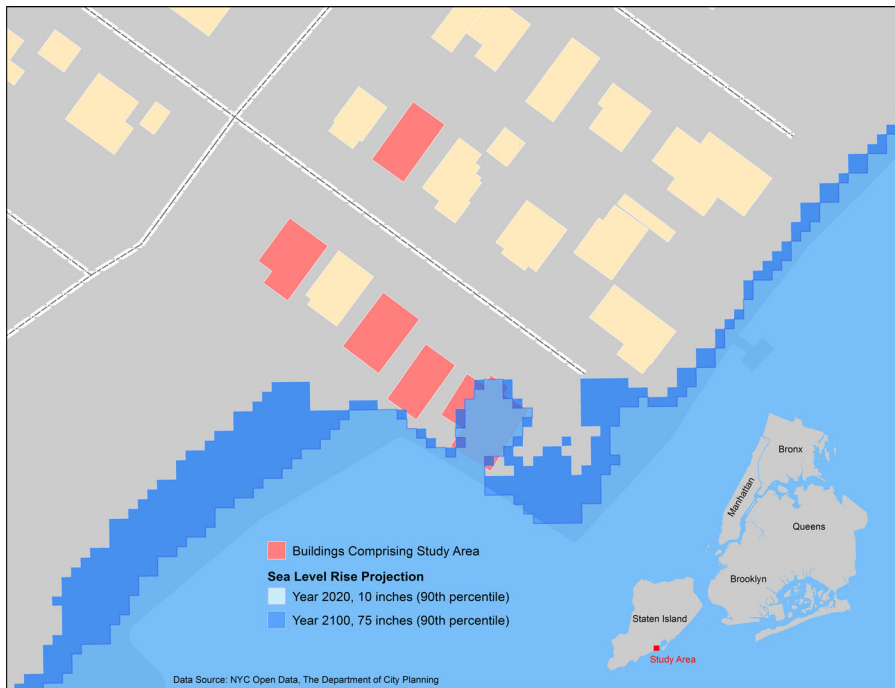 Bronx
Manhattan
Queens
Brooklyn
Staten Island
Study Area
Buildings Comprising Study Area
Sea Level Rise Projection
Year 2020, 10 inches (90th percentile)
Year 2100, 75 inches (90th percentile)
Data Source: NYC Open Data, The Department of City Planning